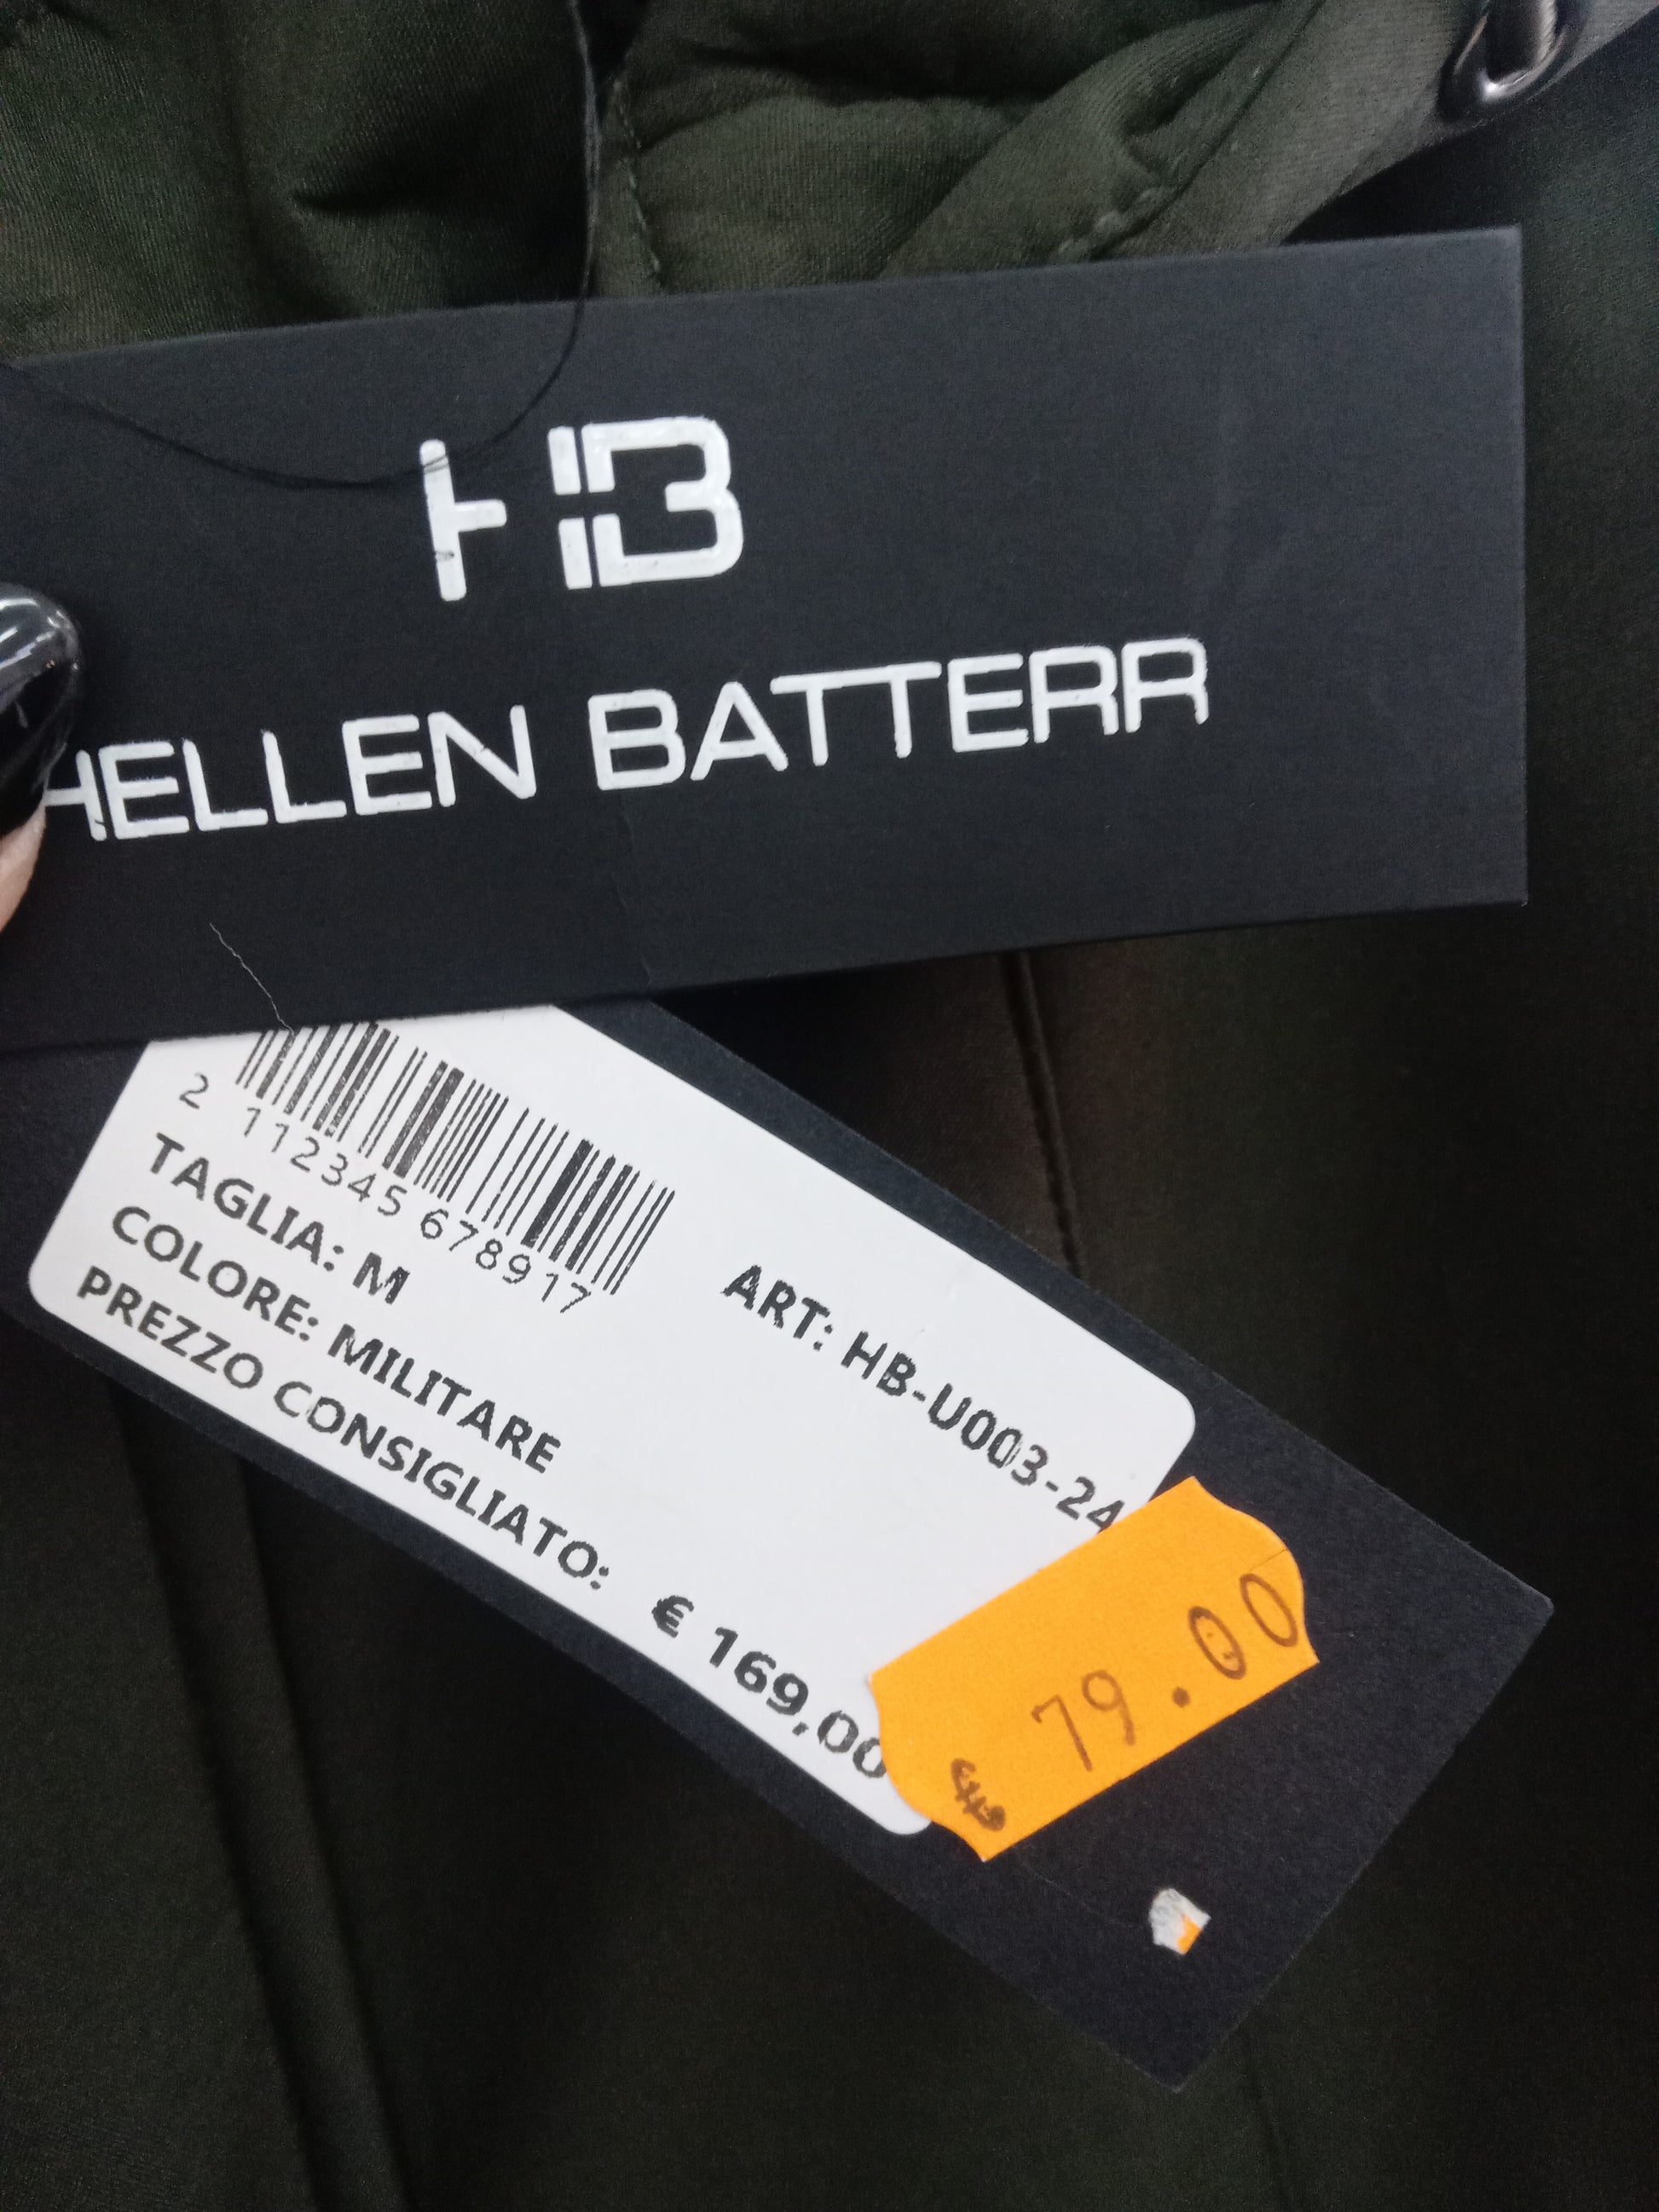 HB
HELLEN BATTERR
2 112345 678917
TAGLIA: M
COLORE: MILITARE
PREZZO CONSIGLIATO: € 169,00
ART: HB-U003-24
€ 79.00